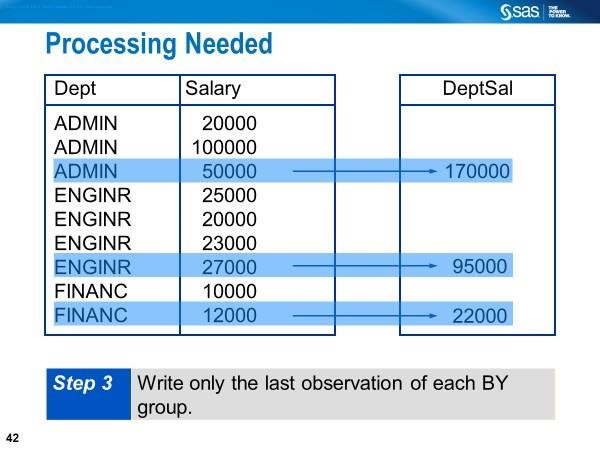 sas THE POWER TO KNOW.
Processing Needed
Dept Salary DeptSal
ADMIN 20000
ADMIN 100000
ADMIN 50000 170000
ENGINR 25000
ENGINR 20000
ENGINR 23000
ENGINR 27000 95000
FINANC 10000
FINANC 12000 22000
Step 3 Write only the last observation of each BY
group.
42